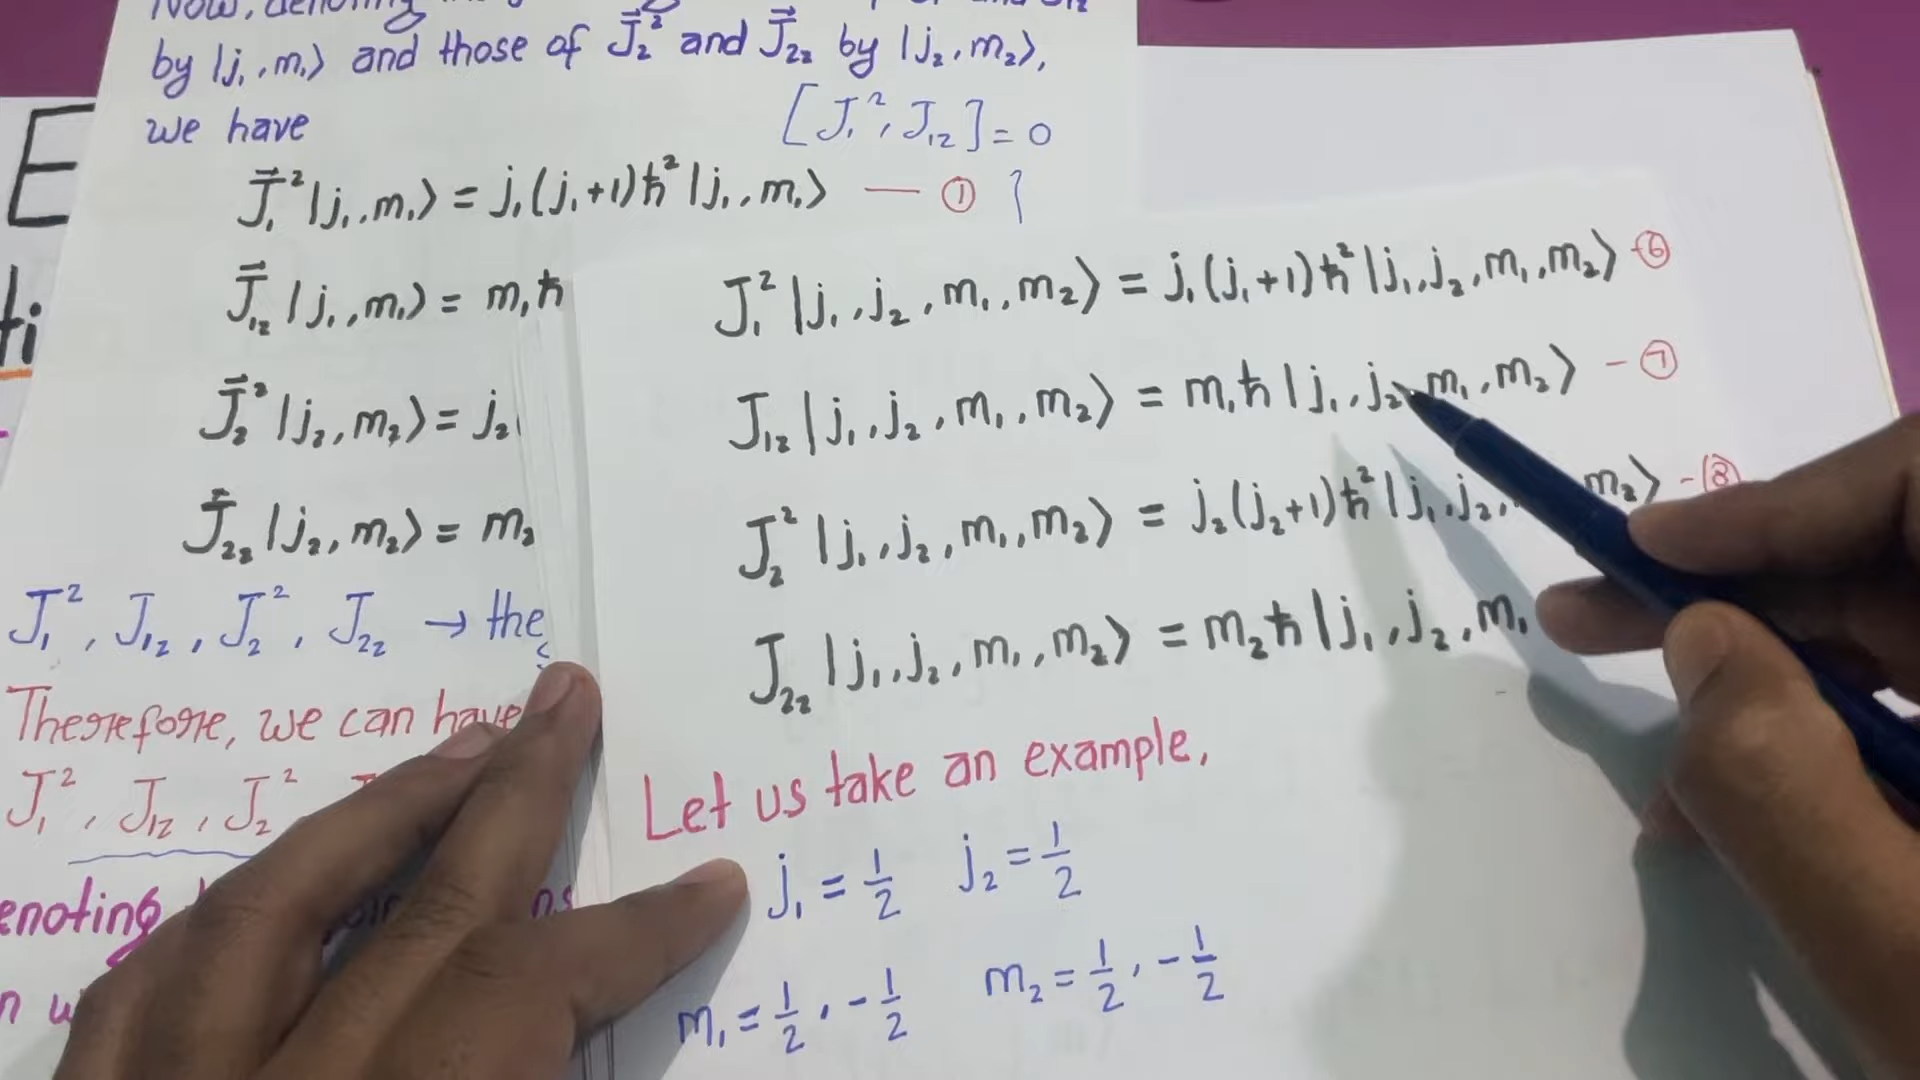 Now, denoting
by |j₁, m₁⟩ and those of J⃗₂² and J⃗₂z by |j₂, m₂⟩,
we have
[J₁², J₁z] = 0
J⃗₁² |j₁, m₁⟩ = j₁(j₁+1)ħ² |j₁, m₁⟩ — ①
J⃗₁z |j₁, m₁⟩ = m₁ħ
J⃗₂² |j₂, m₂⟩ = j₂
J⃗₂z |j₂, m₂⟩ = m₂
J₁², J₁z, J₂², J₂z → the
Therefore, we can have
J₁², J₁z, J₂²
enoting
E
ti
J₁² |j₁, j₂, m₁, m₂⟩ = j₁(j₁+1)ħ² |j₁, j₂, m₁, m₂⟩ - ⑥
J₁z |j₁, j₂, m₁, m₂⟩ = m₁ħ |j₁, j₂, m₁, m₂⟩ - ⑦
J₂² |j₁, j₂, m₁, m₂⟩ = j₂(j₂+1)ħ² |j₁, j₂, m₂⟩ - ⑧
J₂z |j₁, j₂, m₁, m₂⟩ = m₂ħ |j₁, j₂, m₁
Let us take an example,
j₁ = 1/2 j₂ = 1/2
m₁ = 1/2, -1/2 m₂ = 1/2, -1/2